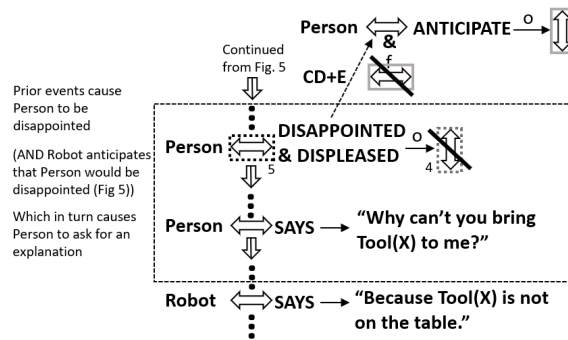 Person ANTICIPATE O
&
f
CD+E
Continued
from Fig. 5
Prior events cause
Person to be
disappointed
(AND Robot anticipates
that Person would be
disappointed (Fig 5))
Which in turn causes
Person to ask for an
explanation
Person DISAPPOINTED
& DISPLEASED O
5
4
Person SAYS "Why can't you bring
Tool(X) to me?"
Robot SAYS "Because Tool(X) is not
on the table."